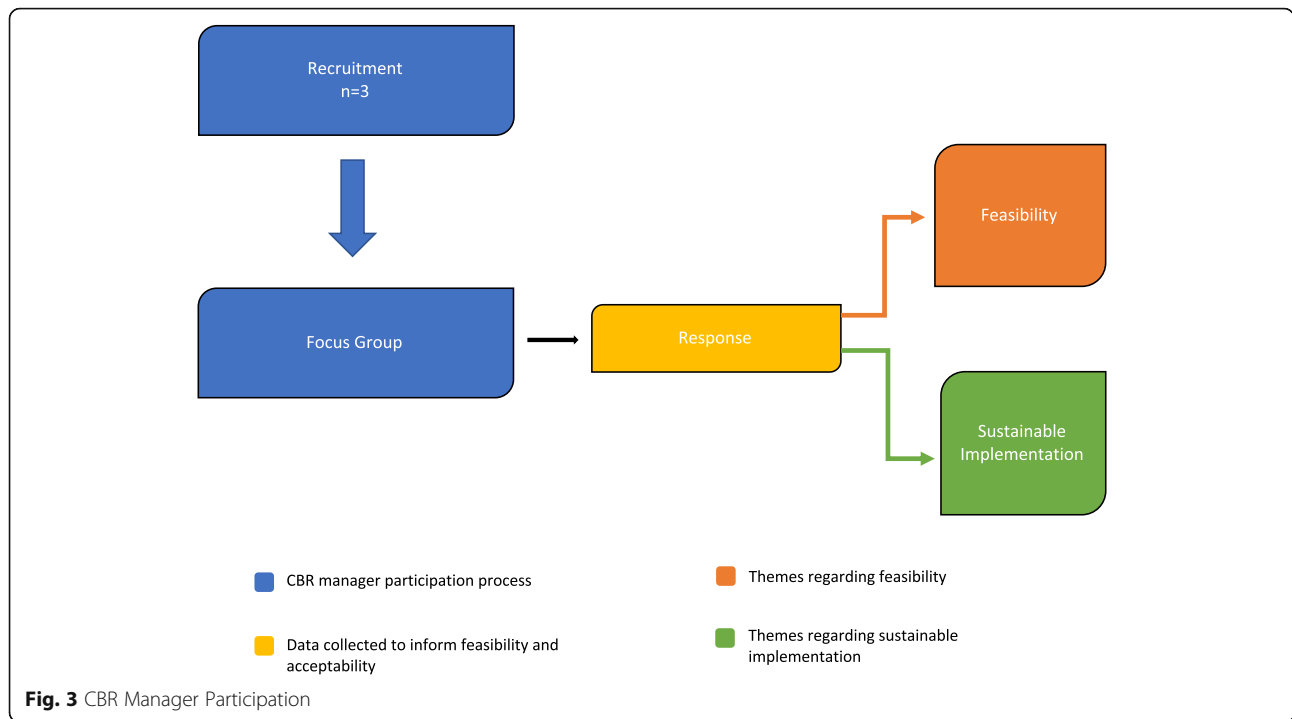 Recruitment
n=3
Focus Group
Response
Feasibility
Sustainable
Implementation
CBR manager participation process
Data collected to inform feasibility and
acceptability
Themes regarding feasibility
Themes regarding sustainable
implementation
Fig. 3 CBR Manager Participation